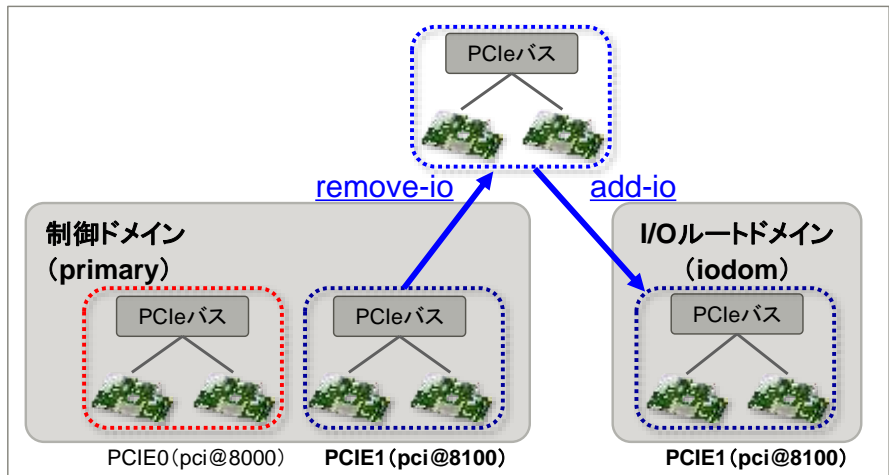 PCIeバス
remove-io
add-io
制御ドメイン
（primary）
I/Oルートドメイン
（iodom）
PCIeバス
PCIeバス
PCIeバス
PCIE0（pci@8000）
PCIE1（pci@8100）
PCIE1（pci@8100）